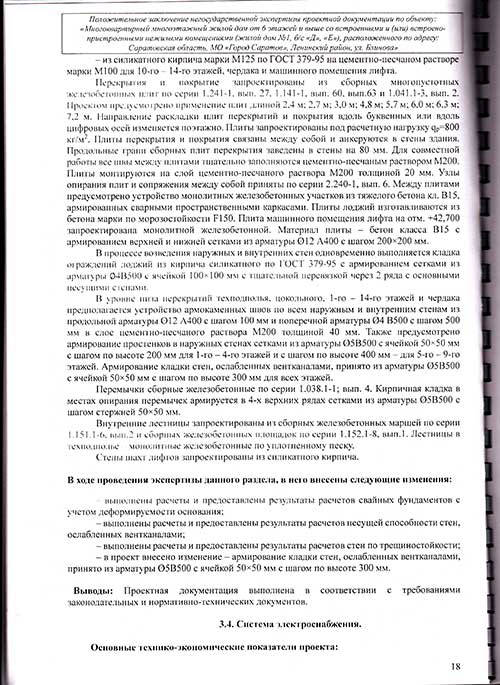 Положительное заключение негосударственной экспертизы проектной документации по объекту:
«Многоквартирный многоэтажный жилой дом от 6 этажей и выше со встроенными и (или) встроено-
пристроенными нежилыми помещениями (жилой дом №1, б/с «Д», «Е»), расположенного по адресу:
Саратовская область, МО «Город Саратов», Ленинский район, ул. Блинова»
– из силикатного кирпича марки М125 по ГОСТ 379-95 на цементно-песчаном растворе
марки М100 для 10-го – 14-го этажей, чердака и машинного помещения лифта.
Перекрытия и покрытие запроектированы из сборных многопустотных
железобетонных плит по серии 1.241-1, вып. 27, 1.141-1, вып. 60, вып.63 и 1.041.1-3, вып. 2.
Проектом предусмотрено применение плит длиной 2,4 м; 2,7 м; 3,0 м; 4,8 м; 5,7 м; 6,0 м; 6,3 м;
7,2 м. Направление раскладки плит перекрытий и покрытия вдоль буквенных или вдоль
цифровых осей изменяется поэтажно. Плиты запроектированы под расчетную нагрузку qр=800
кг/м². Плиты перекрытия и покрытия связаны между собой и анкеруются в стены здания.
Продольные грани сборных плит перекрытия заведены в стены на 80 мм. Для совместной
работы все швы между плитами тщательно заполняются цементно-песчаным раствором М200.
Плиты монтируются на слой цементно-песчаного раствора М200 толщиной 20 мм. Узлы
опирания плит и сопряжения между собой приняты по серии 2.240-1, вып. 6. Между плитами
предусмотрено устройство монолитных железобетонных участков из тяжелого бетона кл. В15,
армированных сварными пространственными каркасами. Плиты лоджий изготавливаются из
бетона марки по морозостойкости F150. Плита машинного помещения лифта на отм. +42,700
запроектирована монолитной железобетонной. Материал плиты – бетон класса В15 с
армированием верхней и нижней сетками из арматуры Ø12 А400 с шагом 200×200 мм.
В процессе возведения наружных и внутренних стен одновременно выполняется кладка
ограждений лоджий из кирпича силикатного по ГОСТ 379-95 с армированием сетками из
арматуры Ø4В500 с ячейкой 100×100 мм с тщательной перевязкой через 2 ряда с основными
несущими стенами.
В уровне низа перекрытий техподполья, цокольного, 1-го – 14-го этажей и чердака
предполагается устройство армокаменных швов по всем наружным и внутренним стенам из
продольной арматуры Ø12 А400 с шагом 100 мм и поперечной арматуры Ø4 В500 с шагом 500
мм в слое цементно-песчаного раствора М200 толщиной 40 мм. Также предусмотрено
армирование простенков в наружных стенах сетками из арматуры Ø5В500 с ячейкой 50×50 мм
с шагом по высоте 200 мм для 1-го – 4-го этажей и с шагом по высоте 400 мм – для 5-го – 9-го
этажей. Армирование кладки стен, ослабленных вентканалами, принято из арматуры Ø5В500
с ячейкой 50×50 мм с шагом по высоте 300 мм для всех этажей.
Перемычки сборные железобетонные по серии 1.038.1-1; вып. 4. Кирпичная кладка в
местах опирания перемычек армируется в 4-х верхних рядах сетками из арматуры Ø5В500 с
шагом стержней 50×50 мм.
Внутренние лестницы запроектированы из сборных железобетонных маршей по серии
1.151.1-6, вып.2 и сборных железобетонных площадок по серии 1.152.1-8, вып.1. Лестницы в
техподполье – монолитные железобетонные по уплотненному песку.
Стены шахт лифтов запроектированы из силикатного кирпича.
В ходе проведения экспертизы данного раздела, в него внесены следующие изменения:
– выполнены расчеты и предоставлены результаты расчетов свайных фундаментов с
учетом деформируемости основания;
– выполнены расчеты и предоставлены результаты расчетов несущей способности стен,
ослабленных вентканалами;
– выполнены расчеты и предоставлены результаты расчетов стен по трещиностойкости;
– в проект внесено изменение – армирование кладки стен, ослабленных вентканалами,
принято из арматуры Ø5В500 с ячейкой 50×50 мм с шагом по высоте 300 мм.
Выводы: Проектная документация выполнена в соответствии с требованиями
законодательных и нормативно-технических документов.
3.4. Система электроснабжения.
Основные технико-экономические показатели проекта:
18